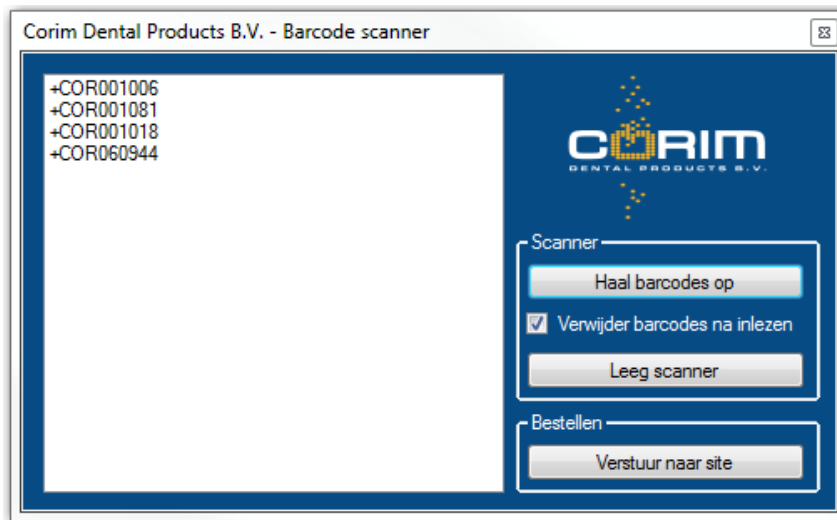 Corim Dental Products B.V. - Barcode scanner
+COR001006
+COR001081
+COR001018
+COR060944
CORIM
DENTAL PRODUCTS B.V.
Scanner
Haal barcodes op
Verwijder barcodes na inlezen
Leeg scanner
Bestellen
Verstuur naar site